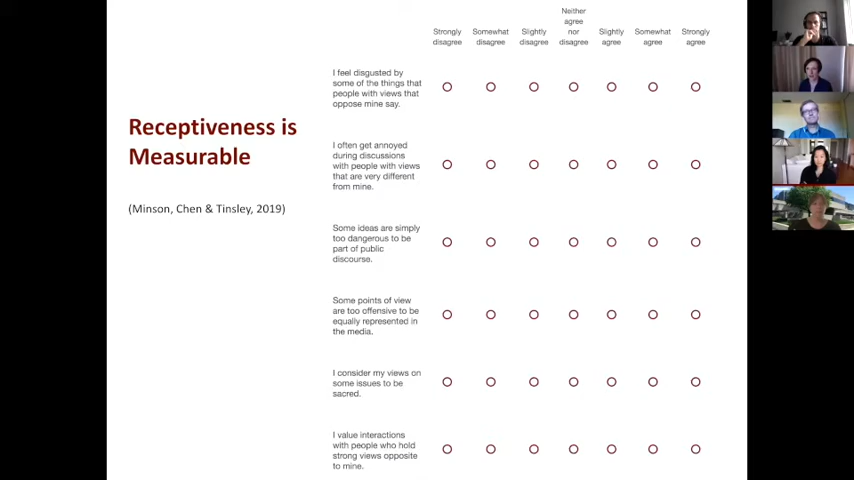 Receptiveness is
Measurable
(Minson, Chen & Tinsley, 2019)
Neither
agree
Strongly Somewhat Slightly nor Slightly Somewhat Strongly
disagree disagree disagree disagree agree agree agree
I feel disgusted by
some of the things that
people with views that
oppose mine say.
I often get annoyed
during discussions
with people with views
that are very different
from mine.
Some ideas are simply
too dangerous to be
part of public
discourse.
Some points of view
are too offensive to be
equally represented in
the media.
I consider my views on
some issues to be
sacred.
I value interactions
with people who hold
strong views opposite
to mine.